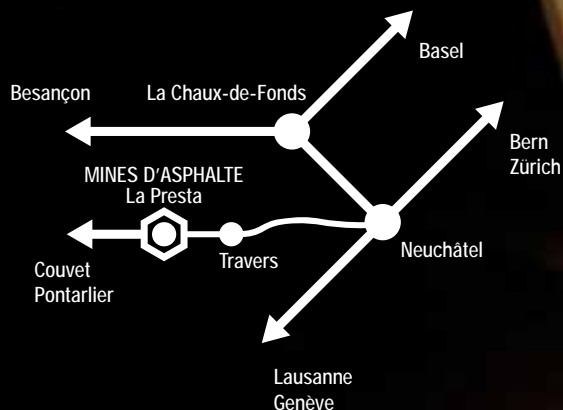 Basel
Besançon
La Chaux-de-Fonds
Bern
Zürich
MINES D'ASPHALTE
La Presta
Neuchâtel
Travers
Couvet
Pontarlier
Lausanne
Genève